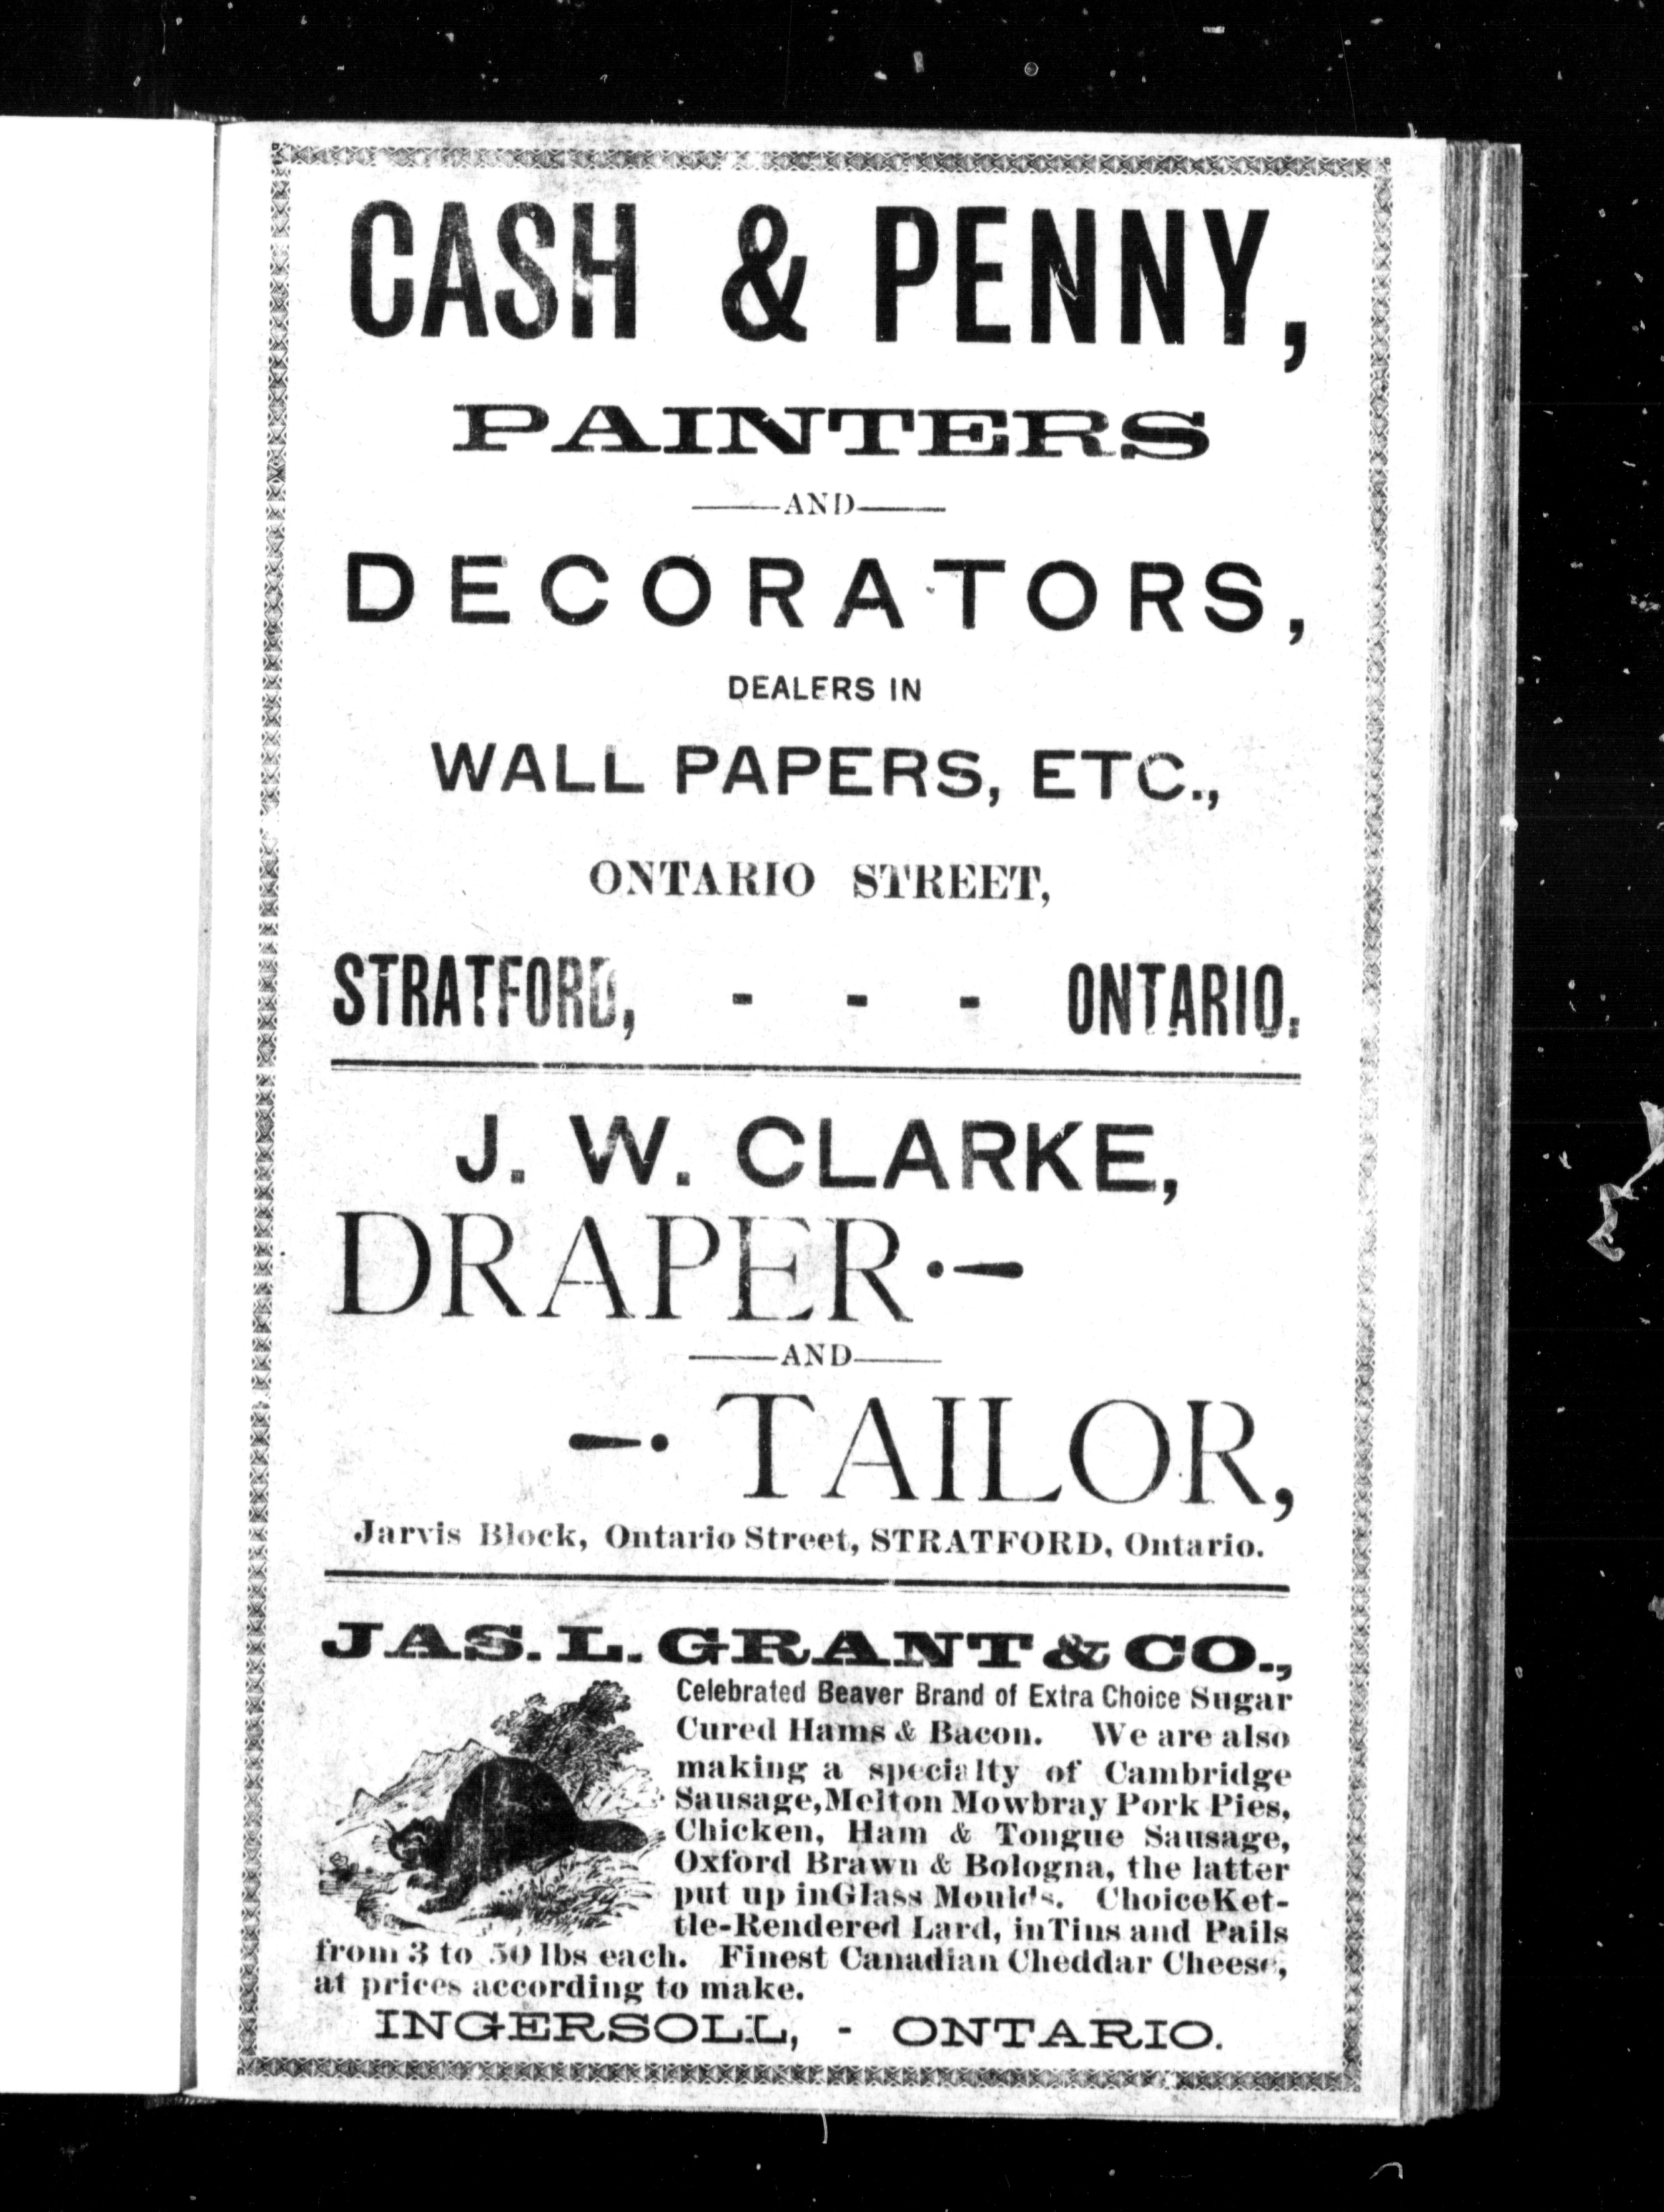 CASH & PENNY,
PAINTERS
AND
DECORATORS,
DEALERS IN
WALL PAPERS, ETC.,
ONTARIO STREET,
STRATFORD, - - - ONTARIO.
J. W. CLARKE,
DRAPER
AND
TAILOR,
Jarvis Block, Ontario Street, STRATFORD, Ontario.
JAS. L. GRANT & CO.,
Celebrated Beaver Brand of Extra Choice Sugar
Cured Hams & Bacon. We are also
making a specialty of Cambridge
Sausage, Melton Mowbray Pork Pies,
Chicken, Ham & Tongue Sausage,
Oxford Brawn & Bologna, the latter
put up in Glass Moulds. Choice Ket-
tle-Rendered Lard, in Tins and Pails
from 3 to 50 lbs each. Finest Canadian Cheddar Cheese,
at prices according to make.
INGERSOLL, - ONTARIO.